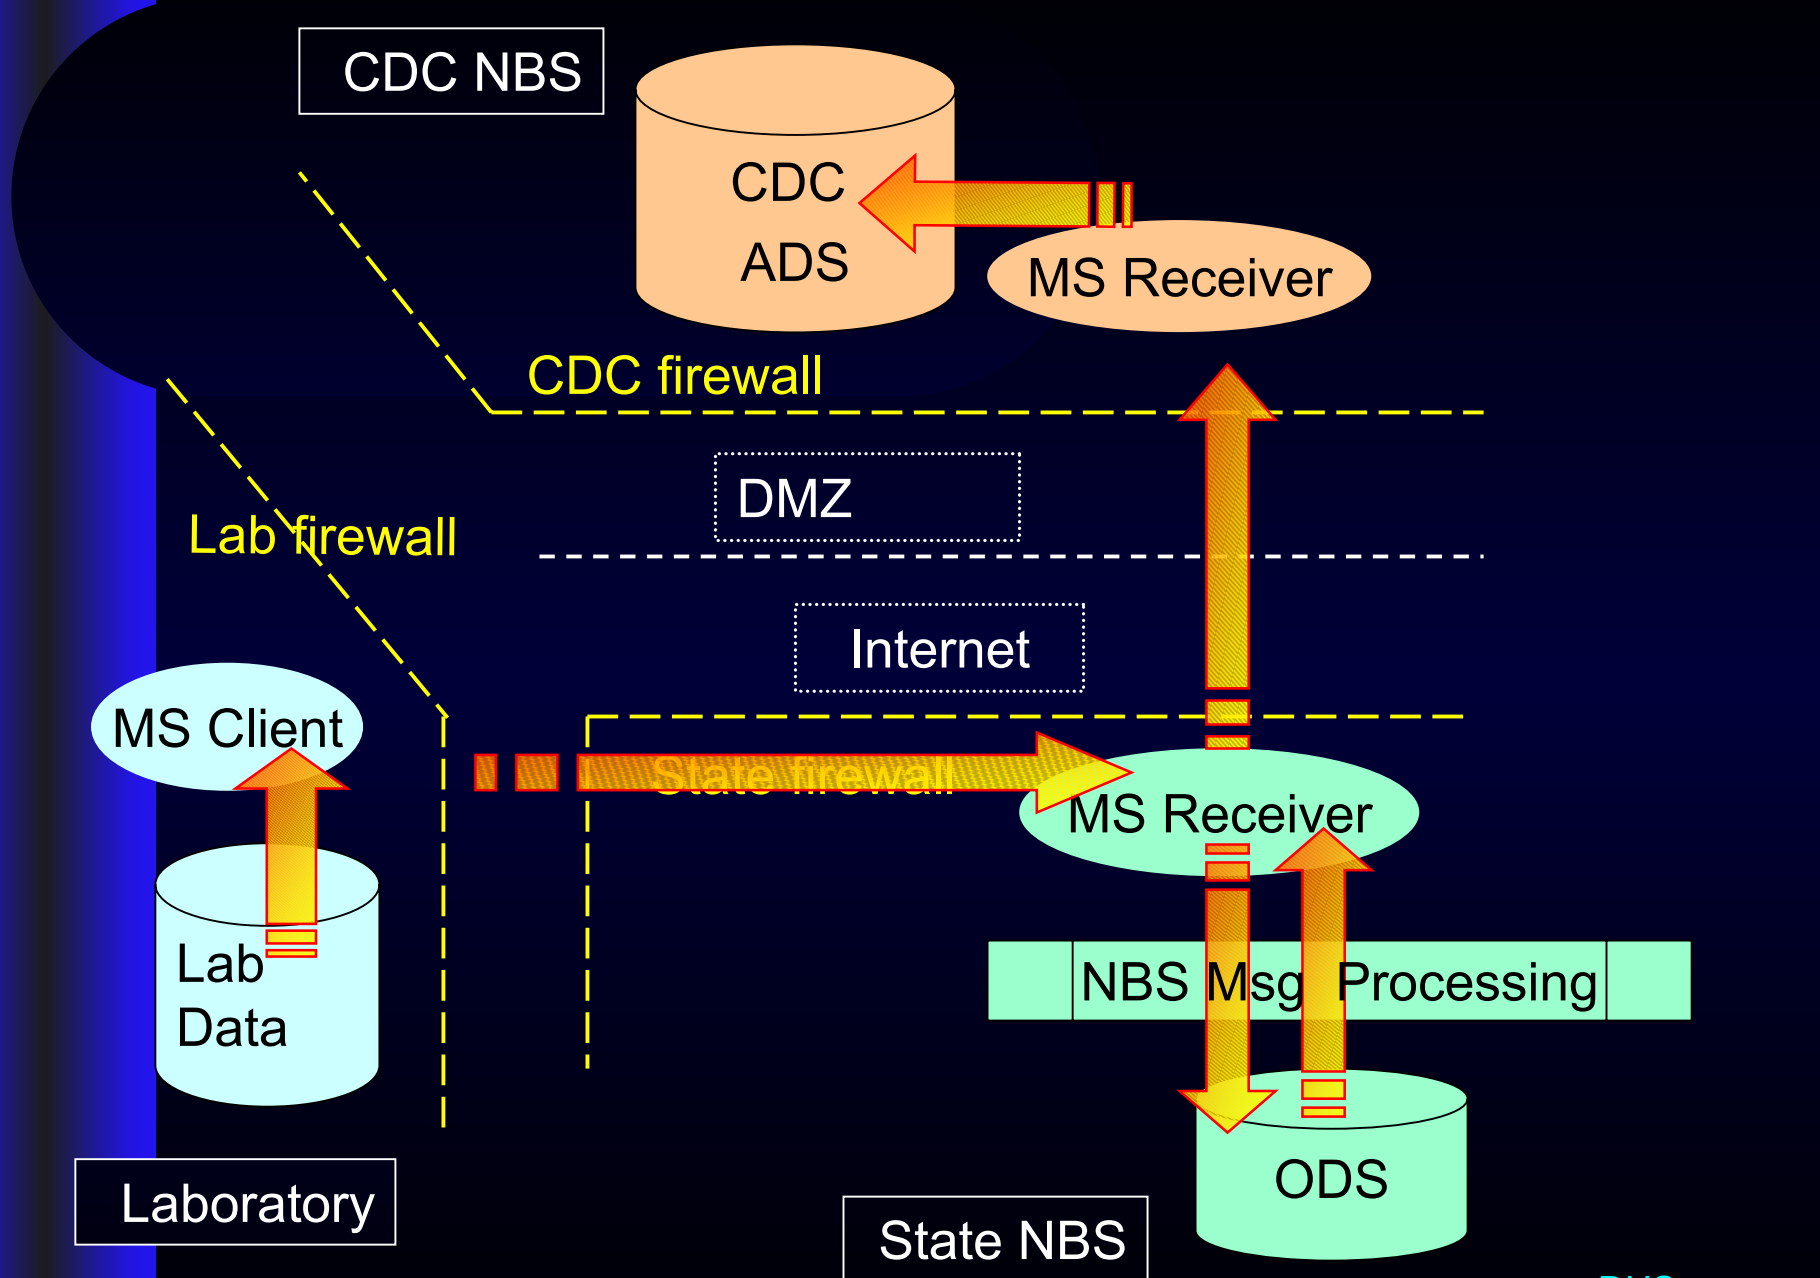 CDC NBS
CDC
ADS
MS Receiver
CDC firewall
DMZ
Lab firewall
Internet
MS Client
State firewall
MS Receiver
Lab
Data
NBS Msg Processing
ODS
Laboratory
State NBS